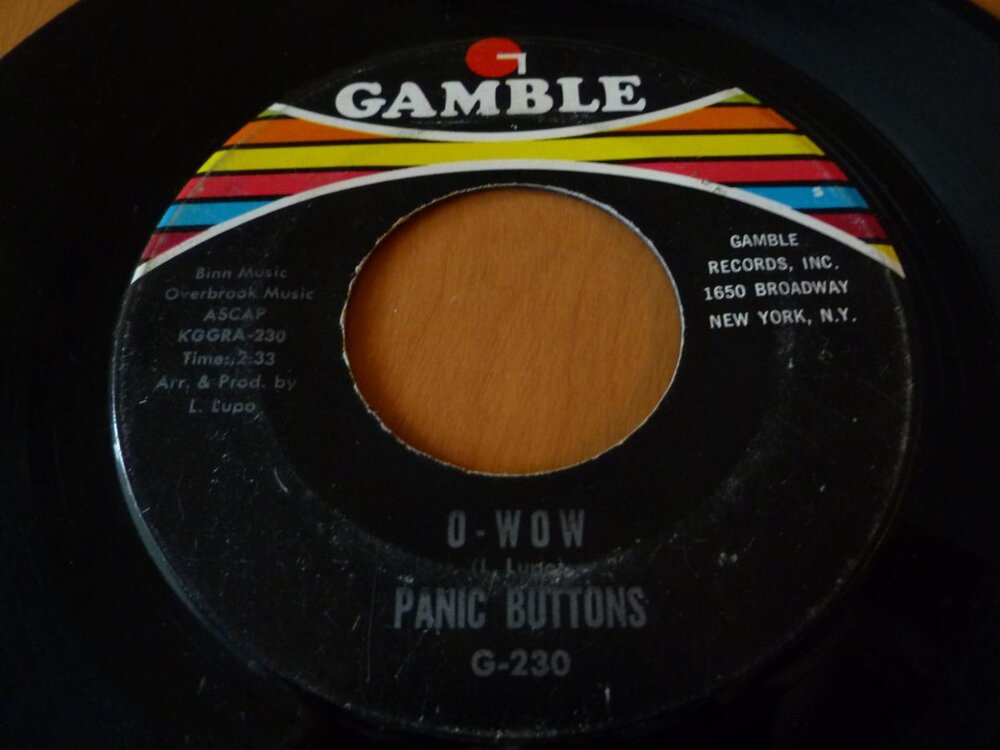 GAMBLE
Binn Music
Overbrook Music
ASCAP
KGGRA-230
Time: 2:33
Arr. & Prod. by
L. Lupo
GAMBLE
RECORDS, INC.
1650 BROADWAY
NEW YORK, N.Y.
O-WOW
(L. Lupo)
PANIC BUTTONS
G-230